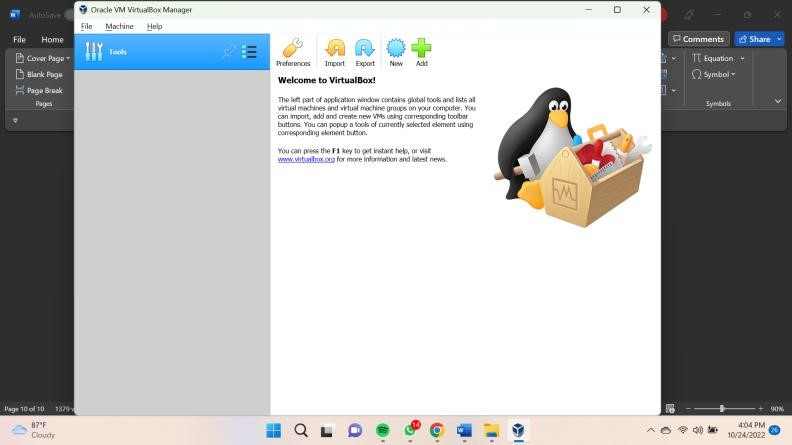 AutoSave
Oracle VM VirtualBox Manager
File Machine Help
File Home
Comments
Share
Tools
Cover Page
Blank Page
Page Break
Pages
Preferences
Import
Export
New
Add
Equation
Symbol
Symbols
Welcome to VirtualBox!
The left part of application window contains global tools and lists all
virtual machines and virtual machine groups on your computer. You
can import, add and create new VMs using corresponding toolbar
buttons. You can popup a tools of currently selected element using
corresponding element button.
You can press the F1 key to get instant help, or visit
www.virtualbox.org for more information and latest news.
Page 10 of 10 1379
90%
87°F
Cloudy
14
4:04 PM
10/24/2022
26